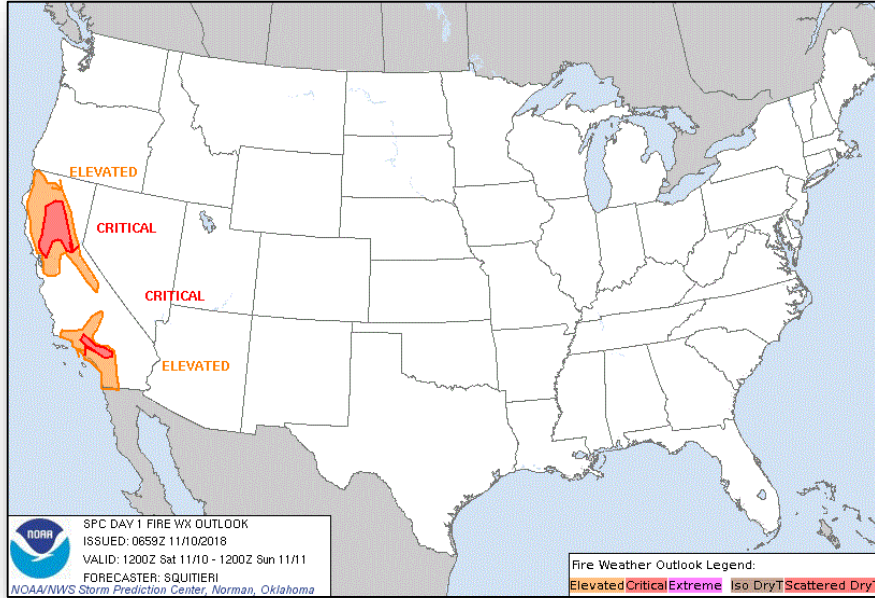 ELEVATED
CRITICAL
CRITICAL
ELEVATED
NOAA
SPC DAY 1 FIRE WX OUTLOOK
ISSUED: 0659Z 11/10/2018
VALID: 1200Z Sat 11/10 - 1200Z Sun 11/11
FORECASTER: SQUITIERI
NOAA/NWS Storm Prediction Center, Norman, Oklahoma
Fire Weather Outlook Legend:
Elevated Critical Extreme Iso DryT Scattered DryT